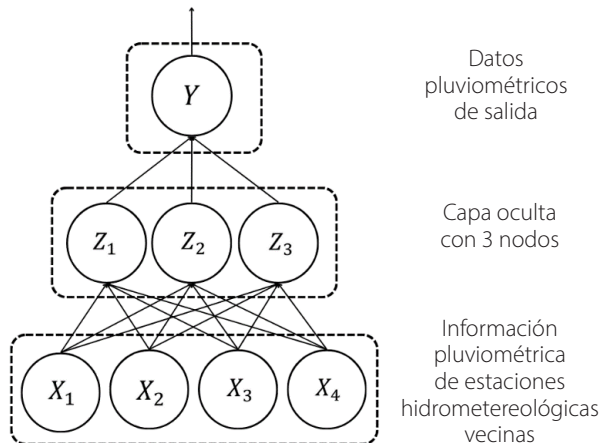 Y
Datos
pluviométricos
de salida
Z₁ Z₂ Z₃
Capa oculta
con 3 nodos
X₁ X₂ X₃ X₄
Información
pluviométrica
de estaciones
hidrometereológicas
vecinas